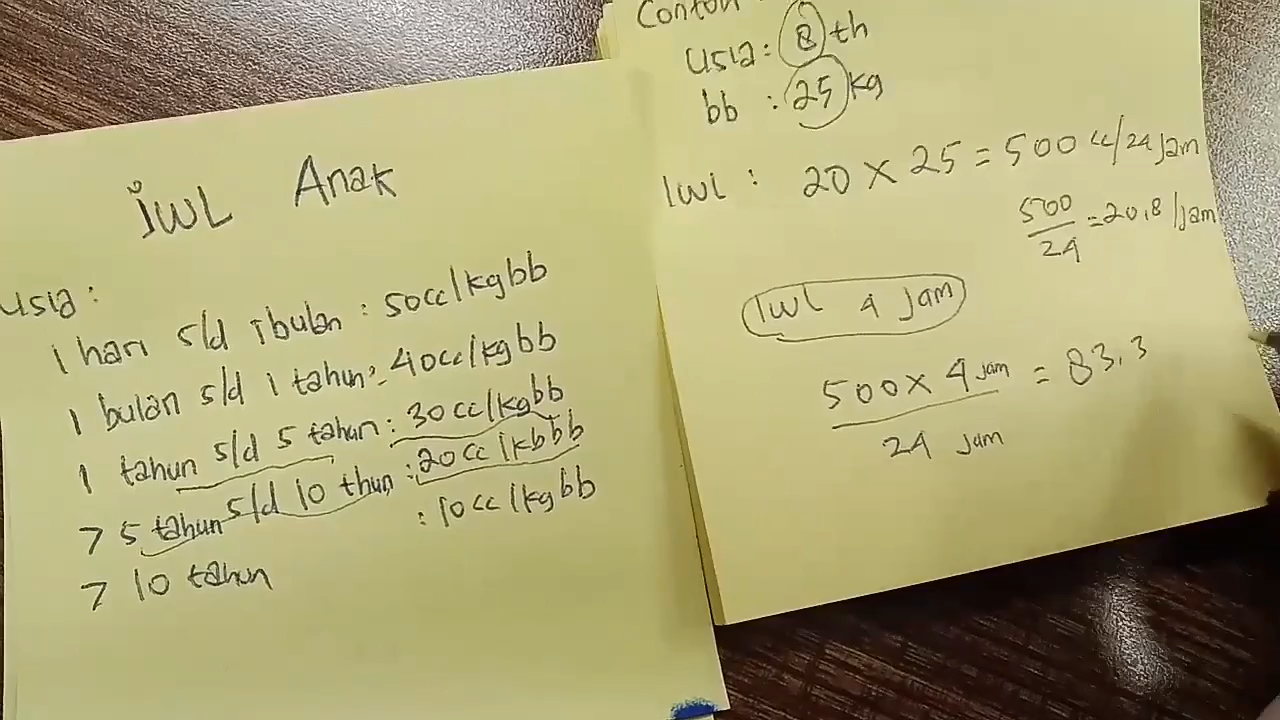 IWL Anak
Usia:
1 hari s/d 1 bulan : 50cc/kgbb
1 bulan s/d 1 tahun : 40cc/kgbb
1 tahun s/d 5 tahun : 30cc/kgbb
> 5 tahun s/d 10 thun : 20cc/kbbb
> 10 tahun : 10cc/kgbb
Conton
Usia: 8 th
bb : 25 kg
IWL : 20 x 25 = 500 cc/24 jam
500/24 = 20,8 /jam
IWL 4 jam
500 x 4 jam = 83,3
24 jam